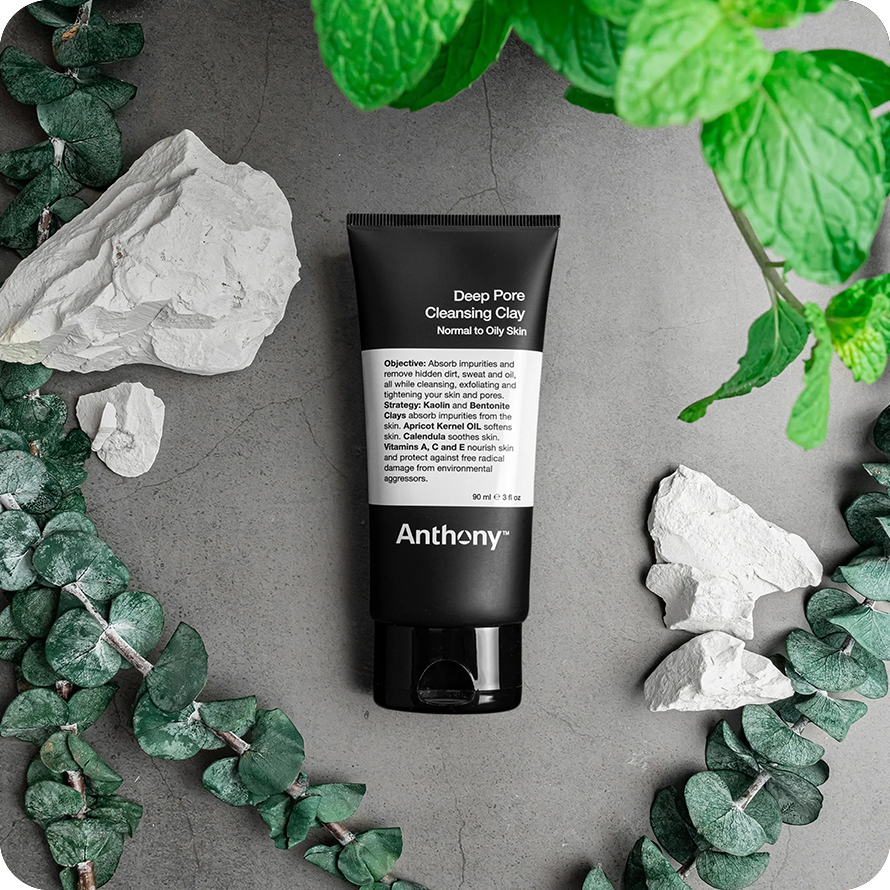 Deep Pore
Cleansing Clay
Normal to Oily Skin
Objective: Absorb impurities and
remove hidden dirt, sweat and oil,
all while cleansing, exfoliating and
tightening your skin and pores.
Strategy: Kaolin and Bentonite
Clays absorb impurities from the
skin. Apricot Kernel OIL softens
skin. Calendula soothes skin.
Vitamins A, C and E nourish skin
and protect against free radical
damage from environmental
aggressors.
90 ml ℮ 3 fl oz
Anthony™